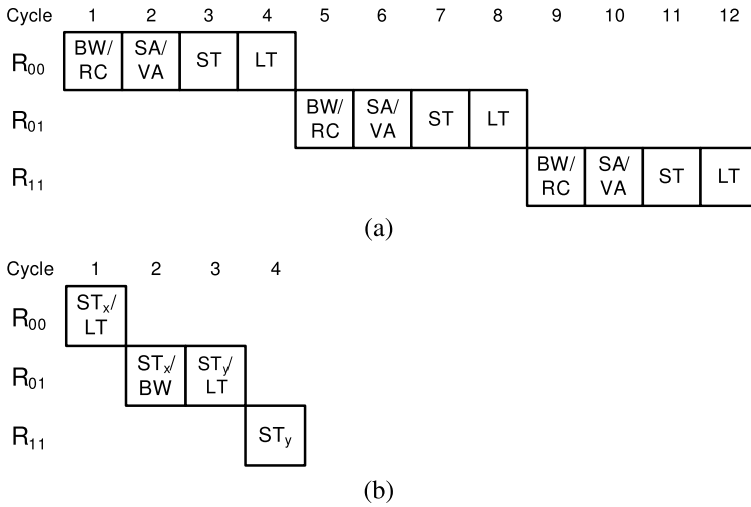 Cycle 1 2 3 4 5 6 7 8 9 10 11 12
R00 BW/RC SA/VA ST LT
R01 BW/RC SA/VA ST LT
R11 BW/RC SA/VA ST LT
(a)
Cycle 1 2 3 4
R00 STx/LT
R01 STx/BW STy/LT
R11 STy
(b)